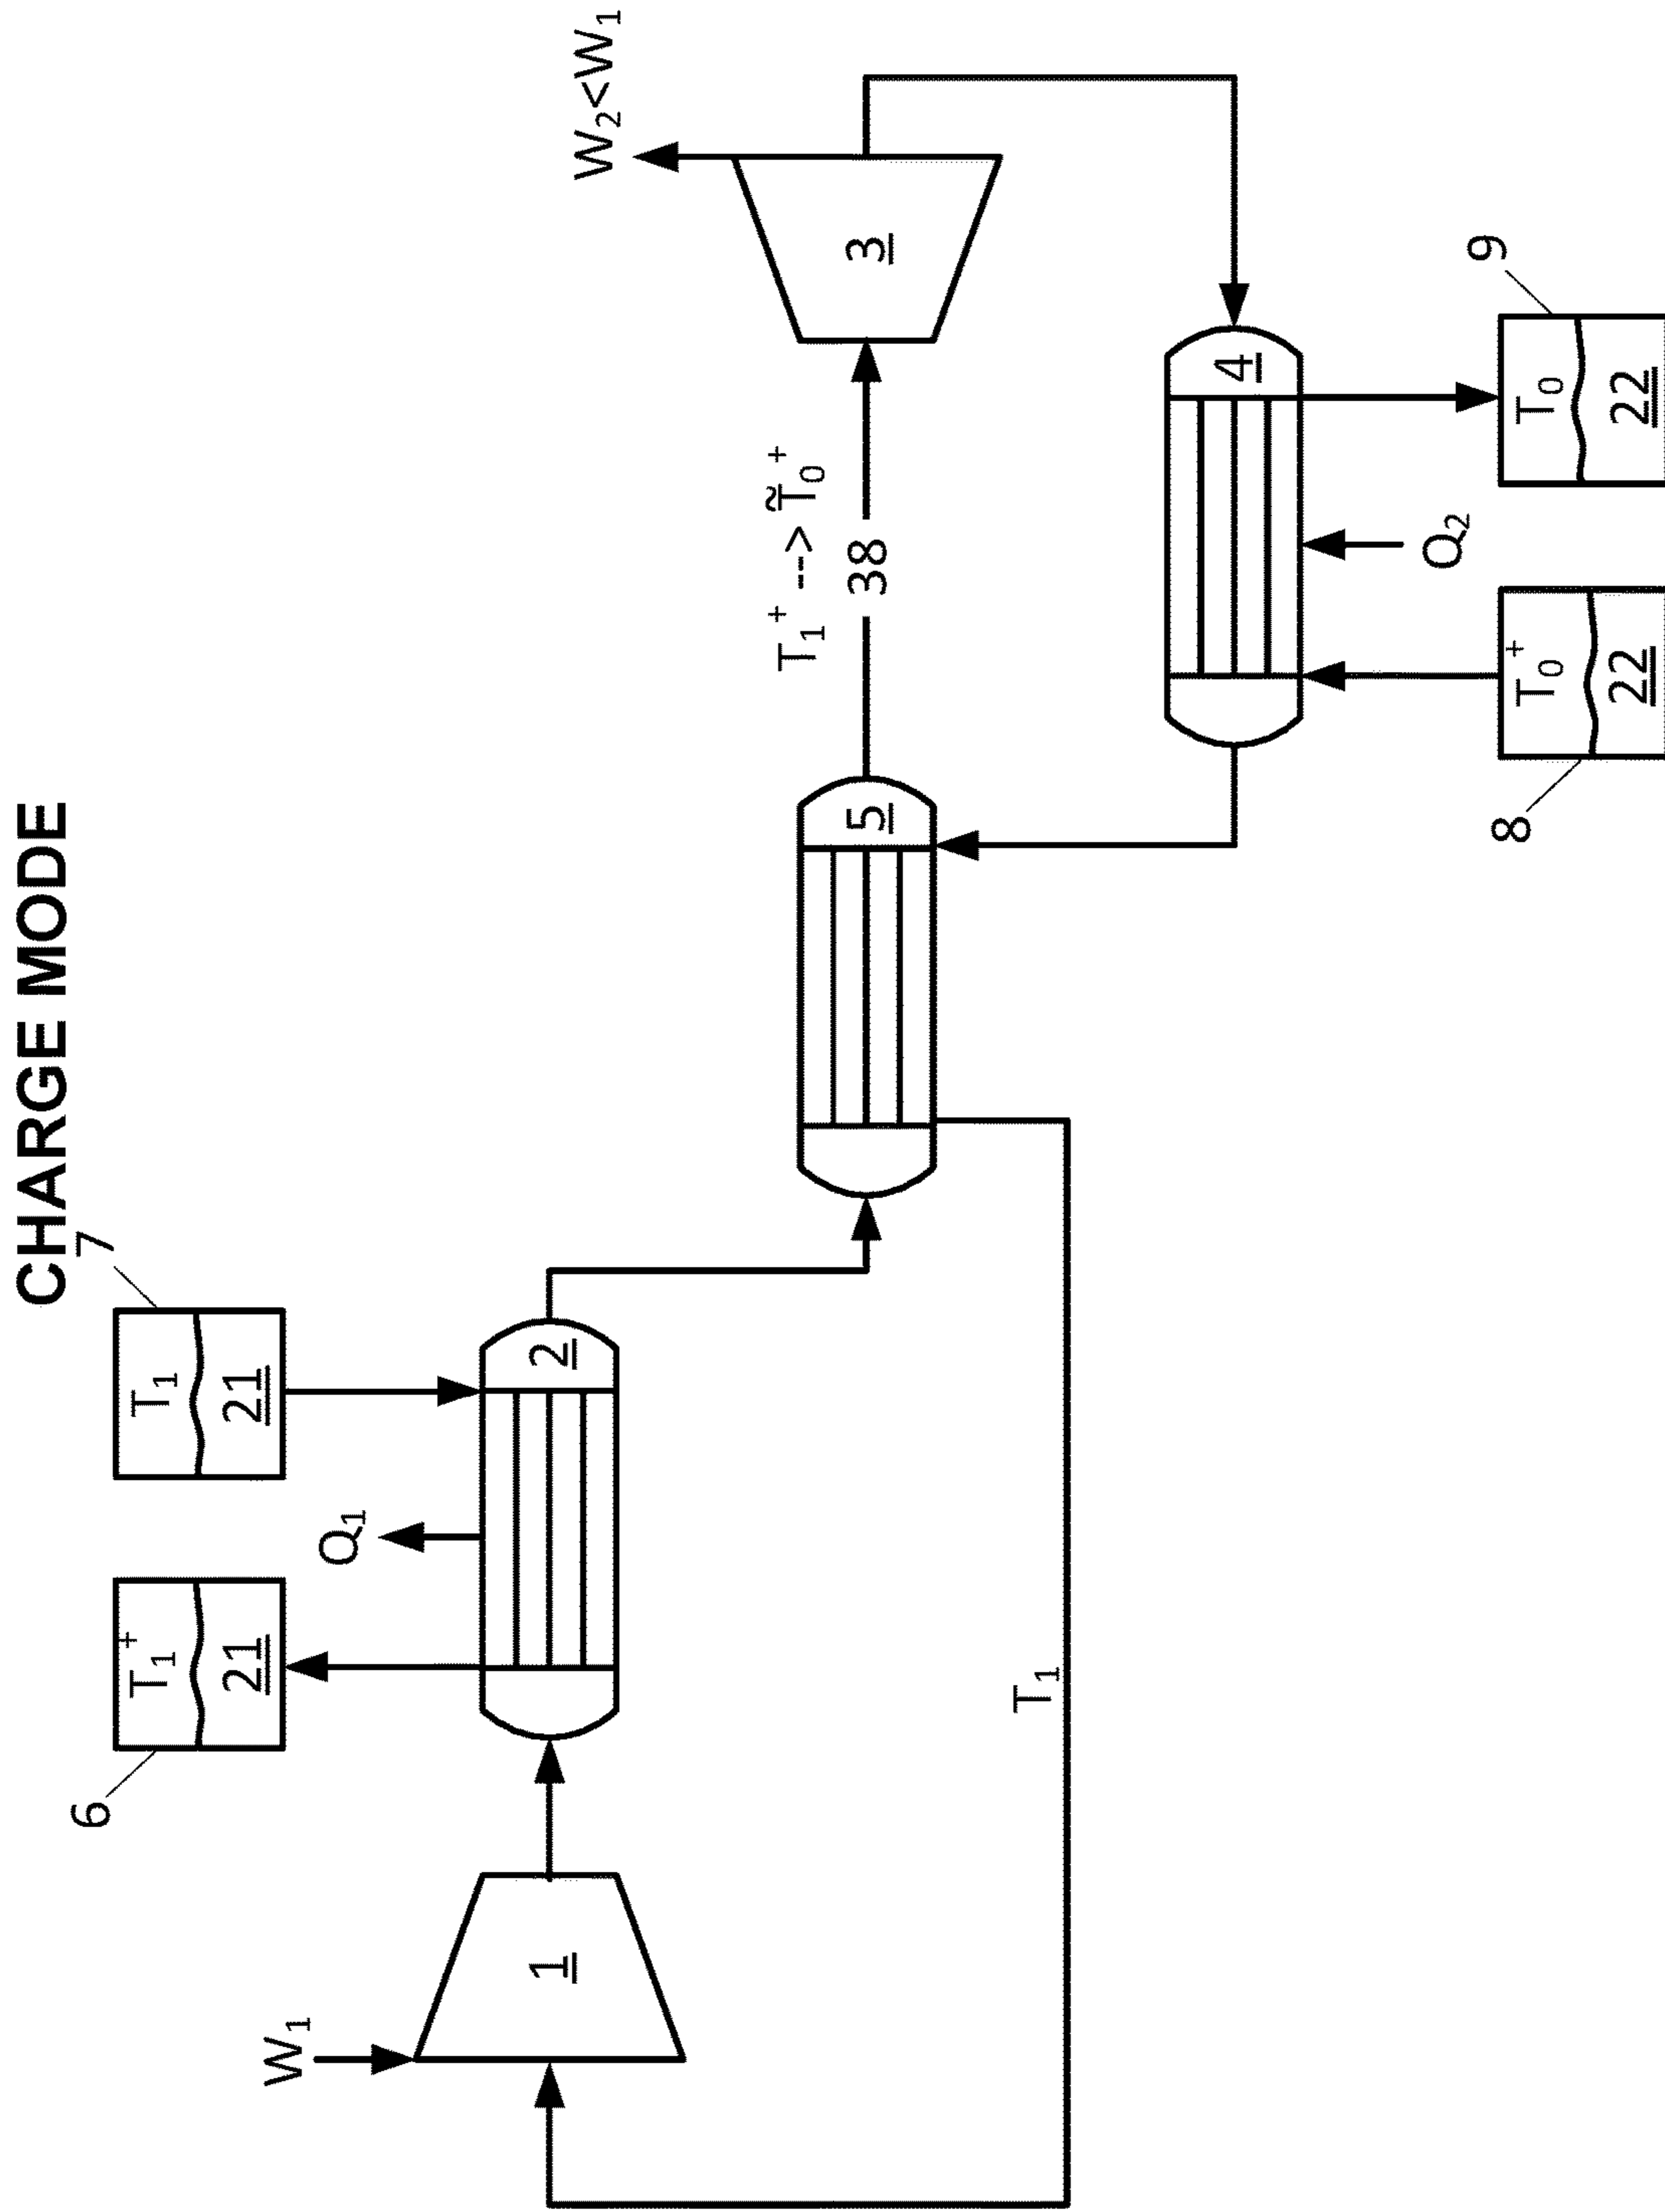 CHARGE MODE
6
7
T₁⁺
T₁
21
21
W₁
Q₁
1
2
W₂<W₁
T₁⁺ --> T̃₀⁺
5
38
3
T₁
4
Q₂
8
9
T₀⁺
T₀
22
22